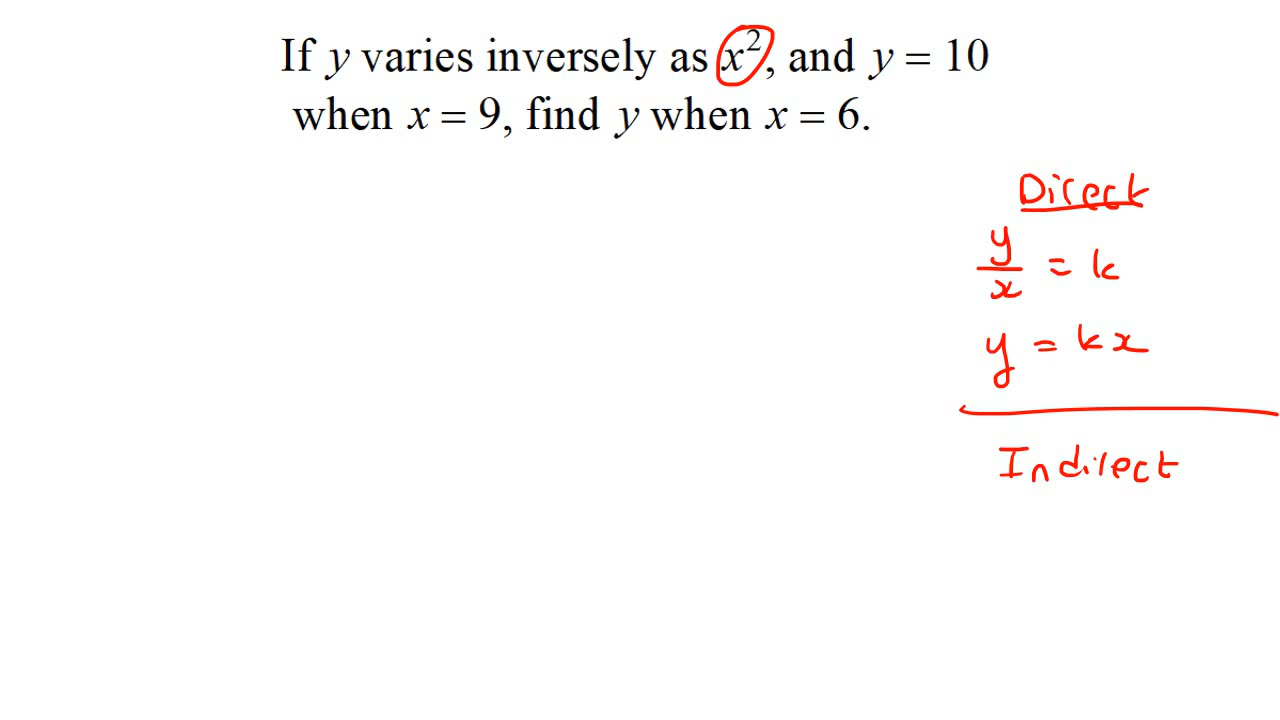 If y varies inversely as x², and y = 10
when x = 9, find y when x = 6.
Direct
y/x = k
y = kx
Indirect